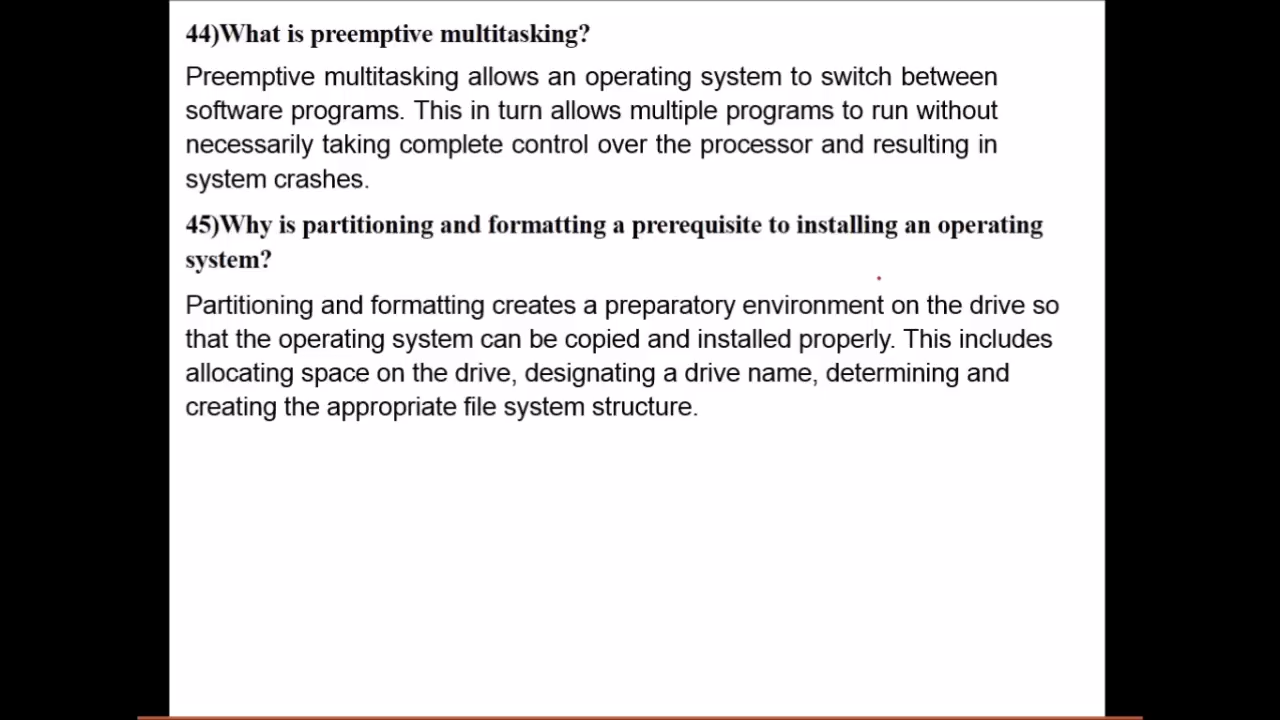 44)What is preemptive multitasking?
Preemptive multitasking allows an operating system to switch between
software programs. This in turn allows multiple programs to run without
necessarily taking complete control over the processor and resulting in
system crashes.
45)Why is partitioning and formatting a prerequisite to installing an operating
system?
Partitioning and formatting creates a preparatory environment on the drive so
that the operating system can be copied and installed properly. This includes
allocating space on the drive, designating a drive name, determining and
creating the appropriate file system structure.